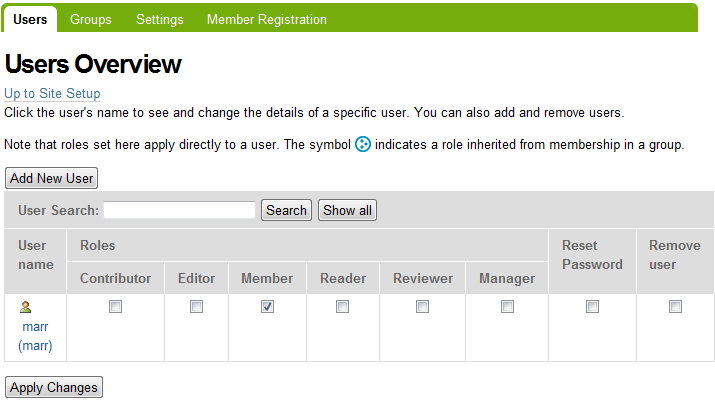 Users Groups Settings Member Registration
Users Overview
Up to Site Setup
Click the user's name to see and change the details of a specific user. You can also add and remove users.
Note that roles set here apply directly to a user. The symbol indicates a role inherited from membership in a group.
Add New User
User Search: Search Show all
User name Roles Reset Password Remove user
Contributor Editor Member Reader Reviewer Manager
marr
(marr)
Apply Changes